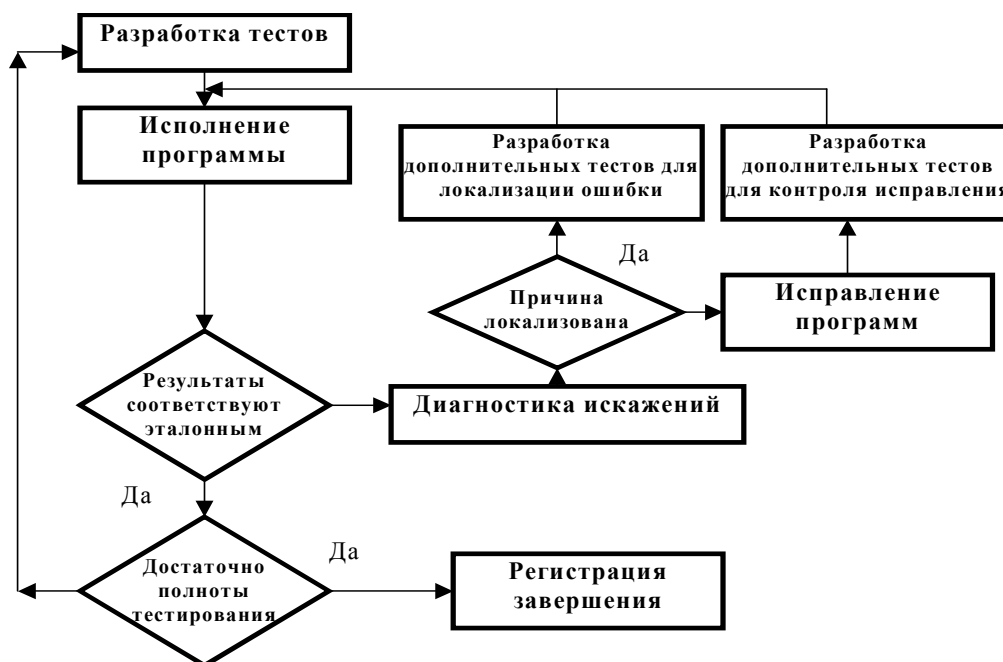 Разработка тестов
Исполнение
программы
Разработка
дополнительных тестов для
локализации ошибки
Разработка
дополнительных тестов
для контроля исправления
Да
Причина
локализована
Исправление
программ
Результаты
соответствуют
эталонным
Диагностика искажений
Да
Да
Достаточно
полноты
тестирования
Регистрация
завершения